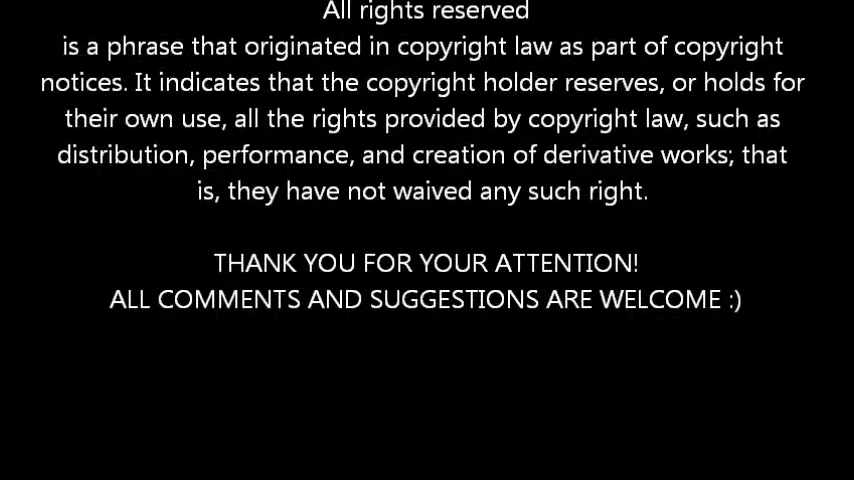 All rights reserved
is a phrase that originated in copyright law as part of copyright
notices. It indicates that the copyright holder reserves, or holds for
their own use, all the rights provided by copyright law, such as
distribution, performance, and creation of derivative works; that
is, they have not waived any such right.
THANK YOU FOR YOUR ATTENTION!
ALL COMMENTS AND SUGGESTIONS ARE WELCOME :)